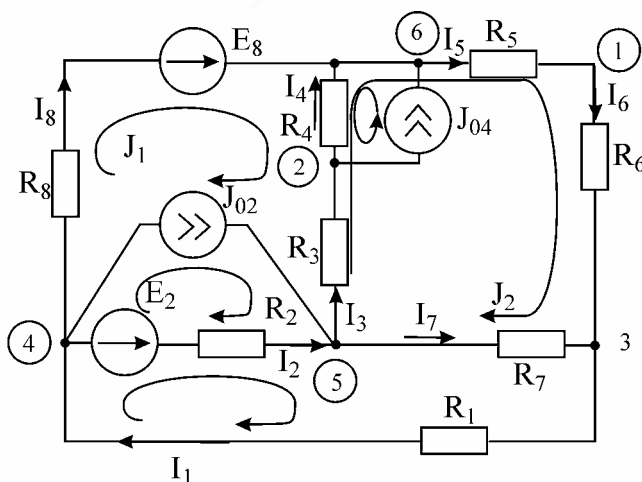 E₈ 6 I₅ R₅ 1
I₈ I₄ I₆
R₄ J₀₄
J₁ 2 R₆
R₈
J₀₂ R₃
E₂ R₂ I₃ J₂
4 I₇ 3
I₂ 5 R₇
R₁
I₁